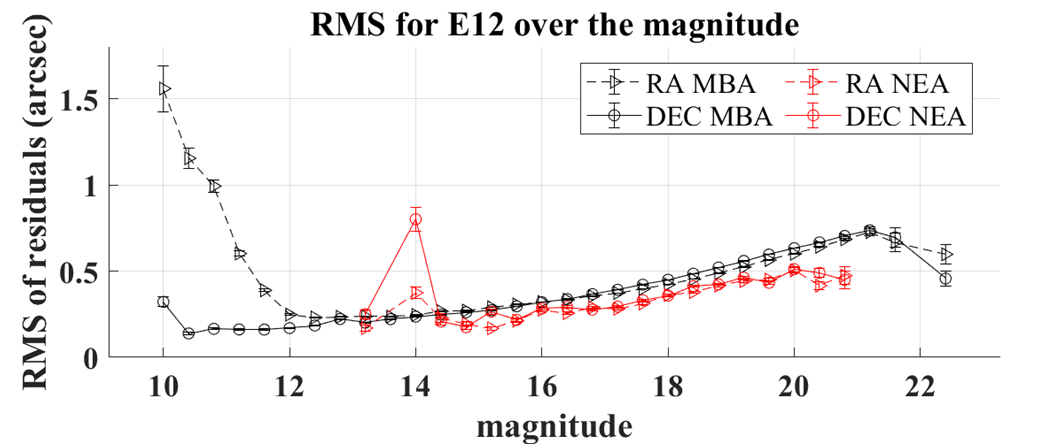 RMS for E12 over the magnitude
RMS of residuals (arcsec)
1.5
1
0.5
0
RA MBA
RA NEA
DEC MBA
DEC NEA
10 12 14 16 18 20 22
magnitude